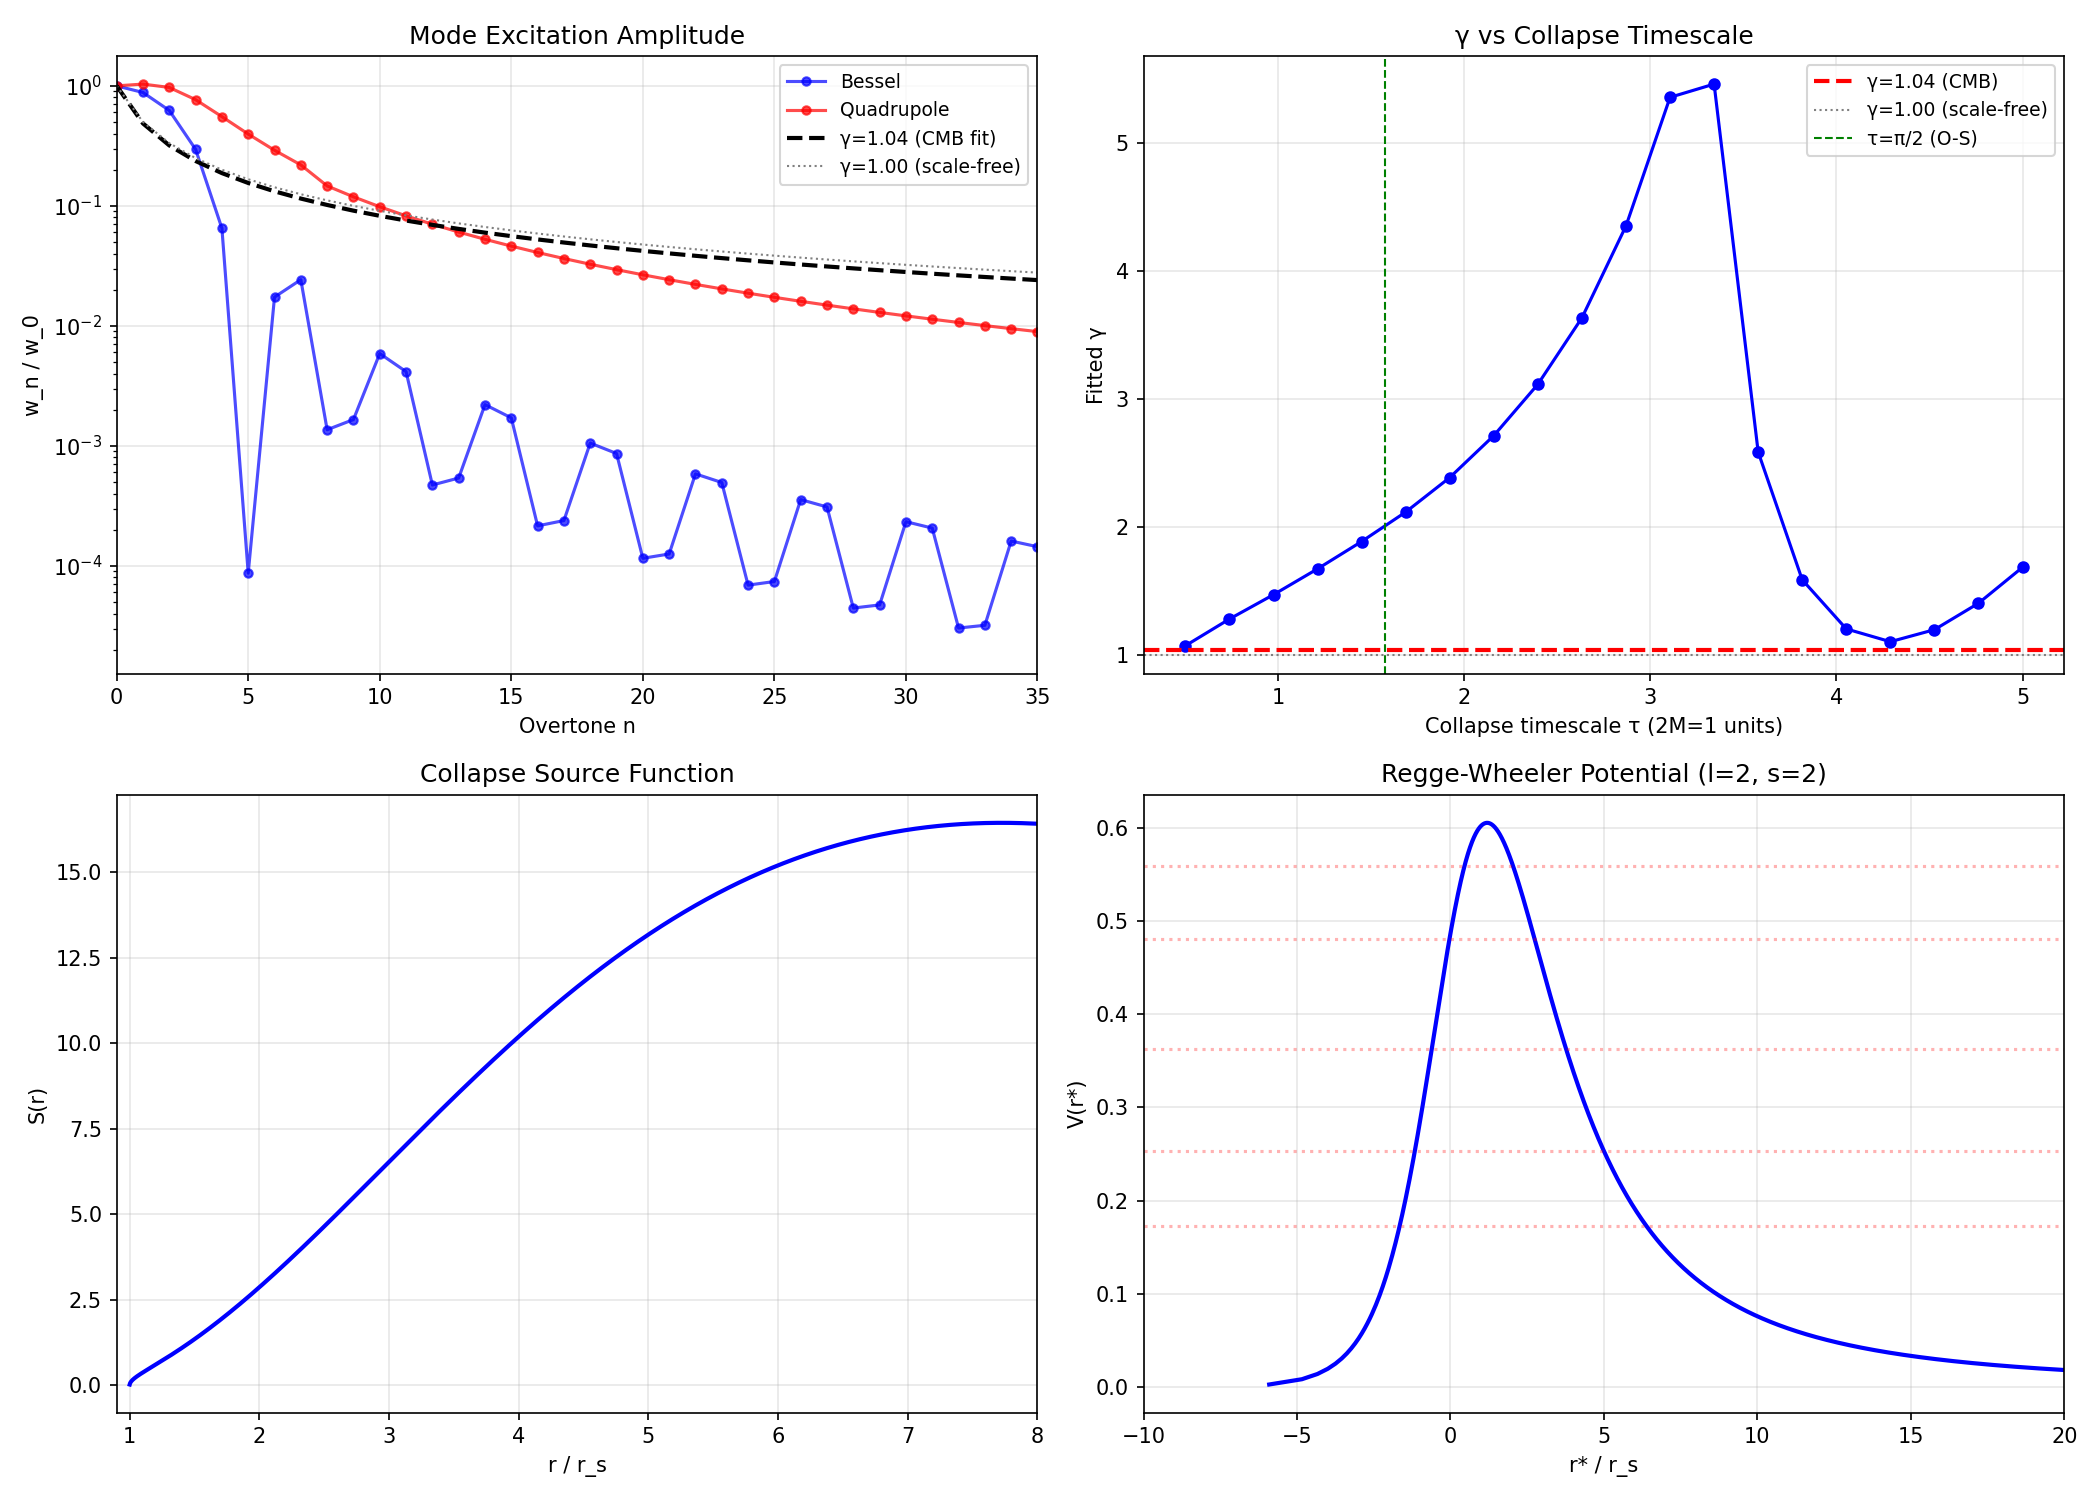 Mode Excitation Amplitude
10⁰
10⁻¹
10⁻²
10⁻³
10⁻⁴
w_n / w_0
0 5 10 15 20 25 30 35
Overtone n
Bessel
Quadrupole
γ=1.04 (CMB fit)
γ=1.00 (scale-free)
γ vs Collapse Timescale
5
4
3
2
1
Fitted γ
1 2 3 4 5
Collapse timescale τ (2M=1 units)
γ=1.04 (CMB)
γ=1.00 (scale-free)
τ=π/2 (O-S)
Collapse Source Function
15.0
12.5
10.0
7.5
5.0
2.5
0.0
S(r)
1 2 3 4 5 6 7 8
r / r_s
Regge-Wheeler Potential (l=2, s=2)
0.6
0.5
0.4
0.3
0.2
0.1
0.0
V(r*)
−10 −5 0 5 10 15 20
r* / r_s